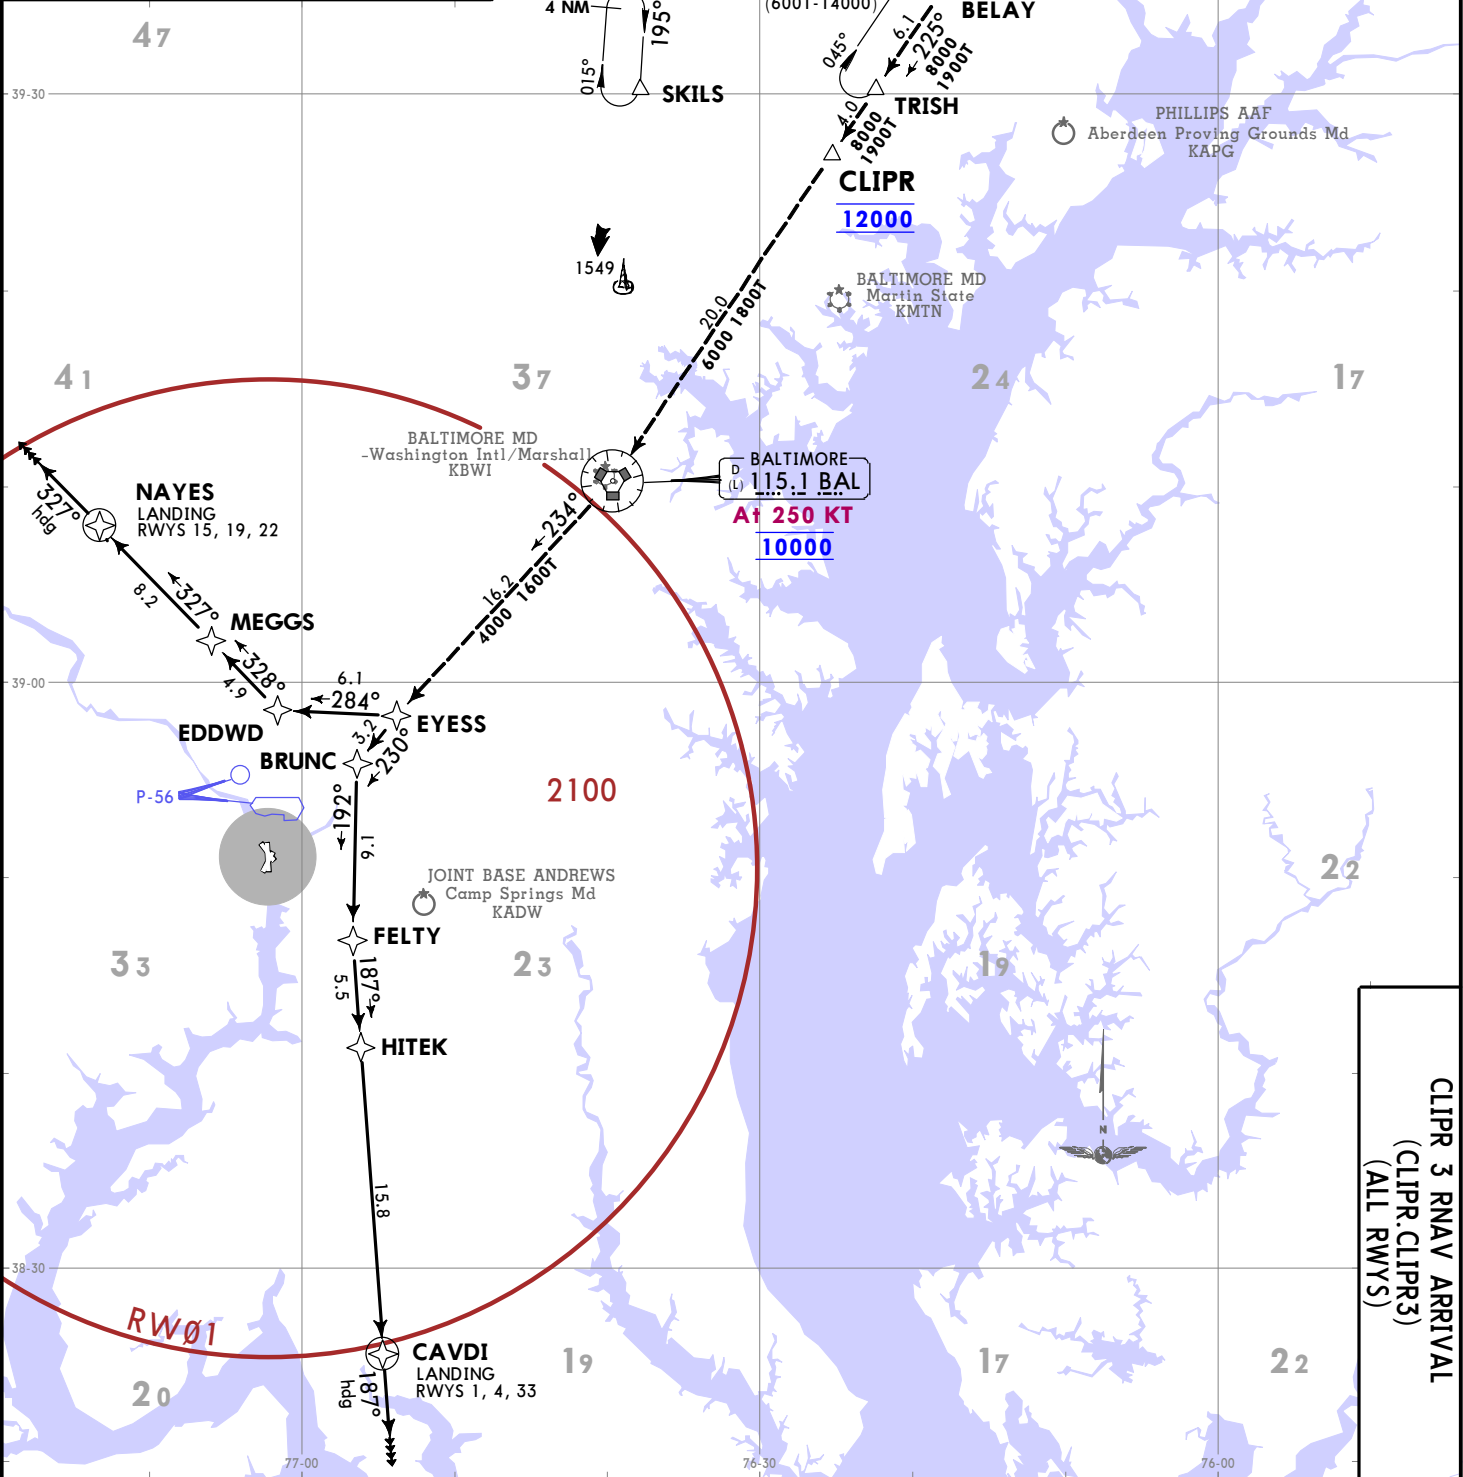 47
4 NM
195°
015°
SKILS
(6001-14000)
BELAY
6.1
225°
8000
1900T
045°
TRISH
4.0
8000
1900T
CLIPR
12000
39-30
PHILLIPS AAF
Aberdeen Proving Grounds Md
KAPG
1549
BALTIMORE MD
Martin State
KMTN
20.0
6000 1800T
41
37
24
17
BALTIMORE MD
-Washington Intl/Marshall
KBWI
BALTIMORE
D
(L)
115.1 BAL
At 250 KT
10000
327°
hdg
NAYES
LANDING
RWYS 15, 19, 22
234°
16.2
4000 1600T
8.2
327°
MEGGS
328°
4.9
39-00
6.1
284°
EDDWD
EYESS
3.2
230°
BRUNC
P-56
192°
9.1
2100
JOINT BASE ANDREWS
Camp Springs Md
KADW
22
FELTY
33
23
19
187°
5.5
HITEK
N
15.8
38-30
RWØ1
CAVDI
LANDING
RWYS 1, 4, 33
187°
hdg
20
19
17
22
77-00
76-30
76-00
CLIPR 3 RNAV ARRIVAL
(CLIPR.CLIPR3)
(ALL RWYS)